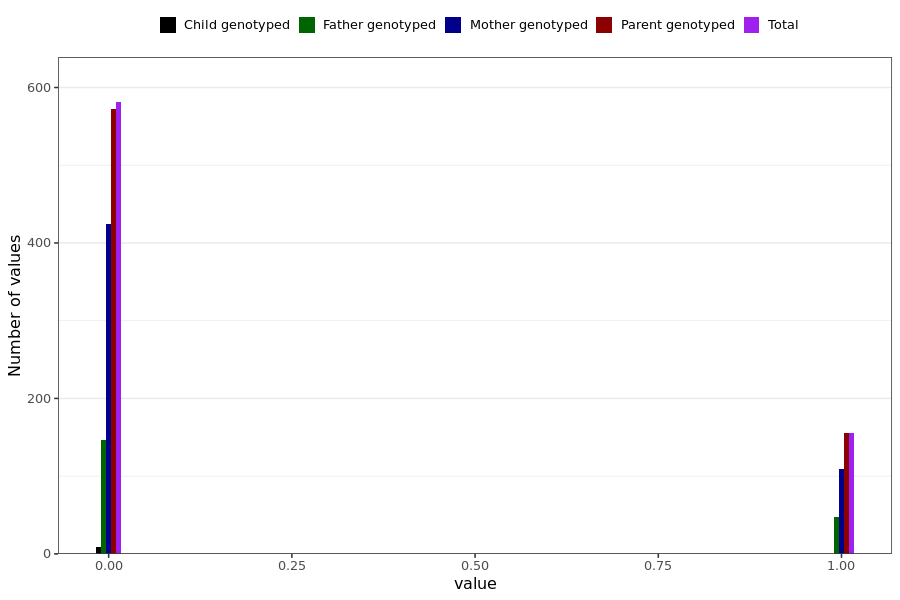 Child genotyped Father genotyped Mother genotyped Parent genotyped Total
600
400
200
0
Number of values
0.00 0.25 0.50 0.75 1.00
value